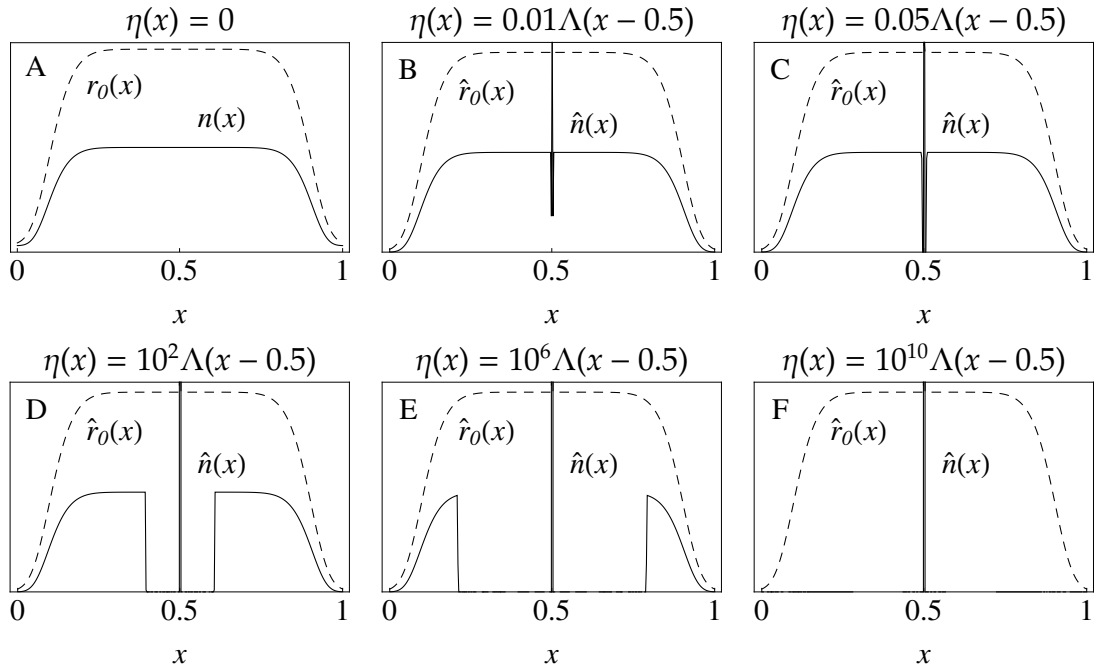 η(x) = 0
η(x) = 0.01Λ(x − 0.5)
η(x) = 0.05Λ(x − 0.5)
A
r₀(x)
n(x)
B
r̂₀(x)
n̂(x)
C
r̂₀(x)
n̂(x)
0 0.5 1
0 0.5 1
0 0.5 1
x
x
x
η(x) = 10²Λ(x − 0.5)
η(x) = 10⁶Λ(x − 0.5)
η(x) = 10¹⁰Λ(x − 0.5)
D
r̂₀(x)
n̂(x)
E
r̂₀(x)
n̂(x)
F
r̂₀(x)
n̂(x)
0 0.5 1
0 0.5 1
0 0.5 1
x
x
x